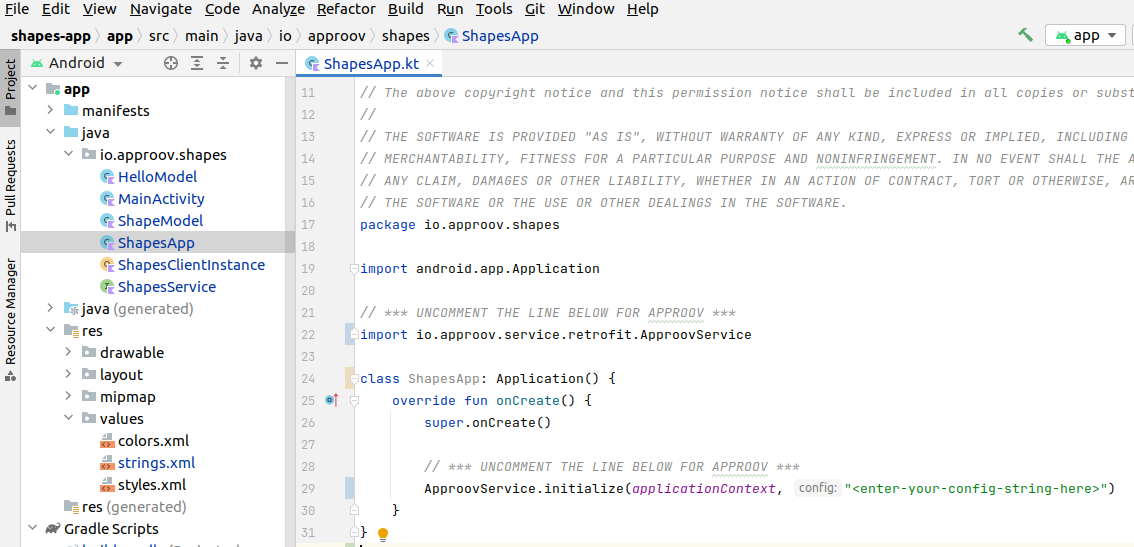 File Edit View Navigate Code Analyze Refactor Build Run Tools Git Window Help
shapes-app app src main java io approov shapes ShapesApp app
Project
Pull Requests
Resource Manager
Android
app
manifests
java
io.approov.shapes
HelloModel
MainActivity
ShapeModel
ShapesApp
ShapesClientInstance
ShapesService
java (generated)
res
drawable
layout
mipmap
values
colors.xml
strings.xml
styles.xml
res (generated)
Gradle Scripts
ShapesApp.kt
11 // The above copyright notice and this permission notice shall be included in all copies or subst
12 //
13 // THE SOFTWARE IS PROVIDED "AS IS", WITHOUT WARRANTY OF ANY KIND, EXPRESS OR IMPLIED, INCLUDING
14 // MERCHANTABILITY, FITNESS FOR A PARTICULAR PURPOSE AND NONINFRINGEMENT. IN NO EVENT SHALL THE A
15 // ANY CLAIM, DAMAGES OR OTHER LIABILITY, WHETHER IN AN ACTION OF CONTRACT, TORT OR OTHERWISE, AR
16 // THE SOFTWARE OR THE USE OR OTHER DEALINGS IN THE SOFTWARE.
17 package io.approov.shapes
18
19 import android.app.Application
20
21 // *** UNCOMMENT THE LINE BELOW FOR APPROOV ***
22 import io.approov.service.retrofit.ApproovService
23
24 class ShapesApp: Application() {
25 override fun onCreate() {
26 super.onCreate()
27
28 // *** UNCOMMENT THE LINE BELOW FOR APPROOV ***
29 ApproovService.initialize(applicationContext, config: "<enter-your-config-string-here>")
30 }
31 }